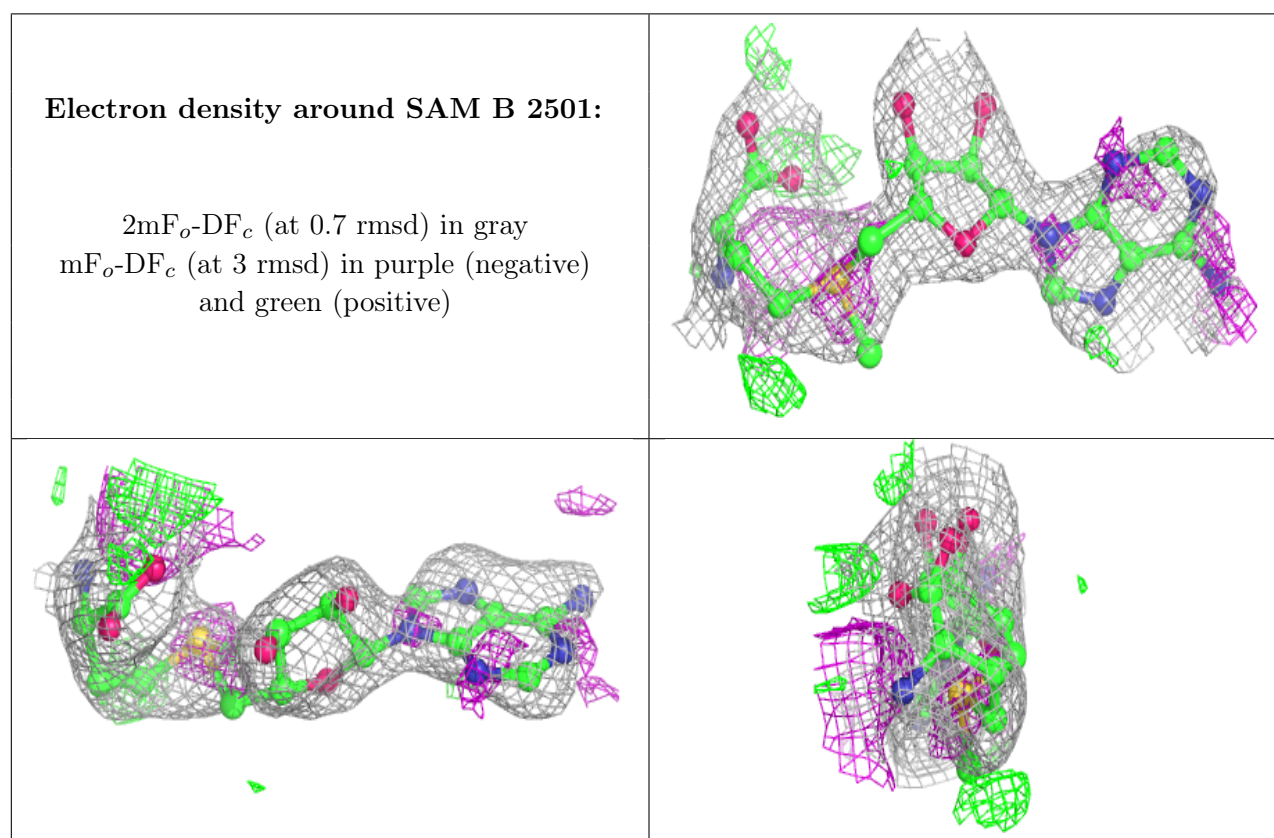 Electron density around SAM B 2501:
2mFo-DFc (at 0.7 rmsd) in gray
mFo-DFc (at 3 rmsd) in purple (negative)
and green (positive)